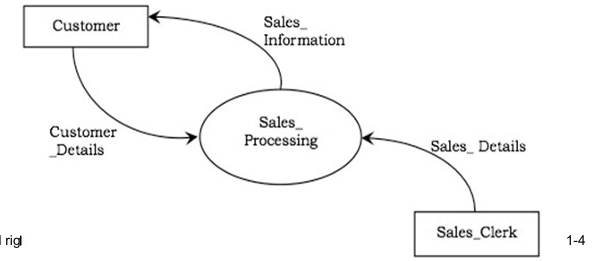 Customer
Sales_
Information
Customer
_Details
Sales_
Processing
Sales_ Details
Sales_Clerk
1-4